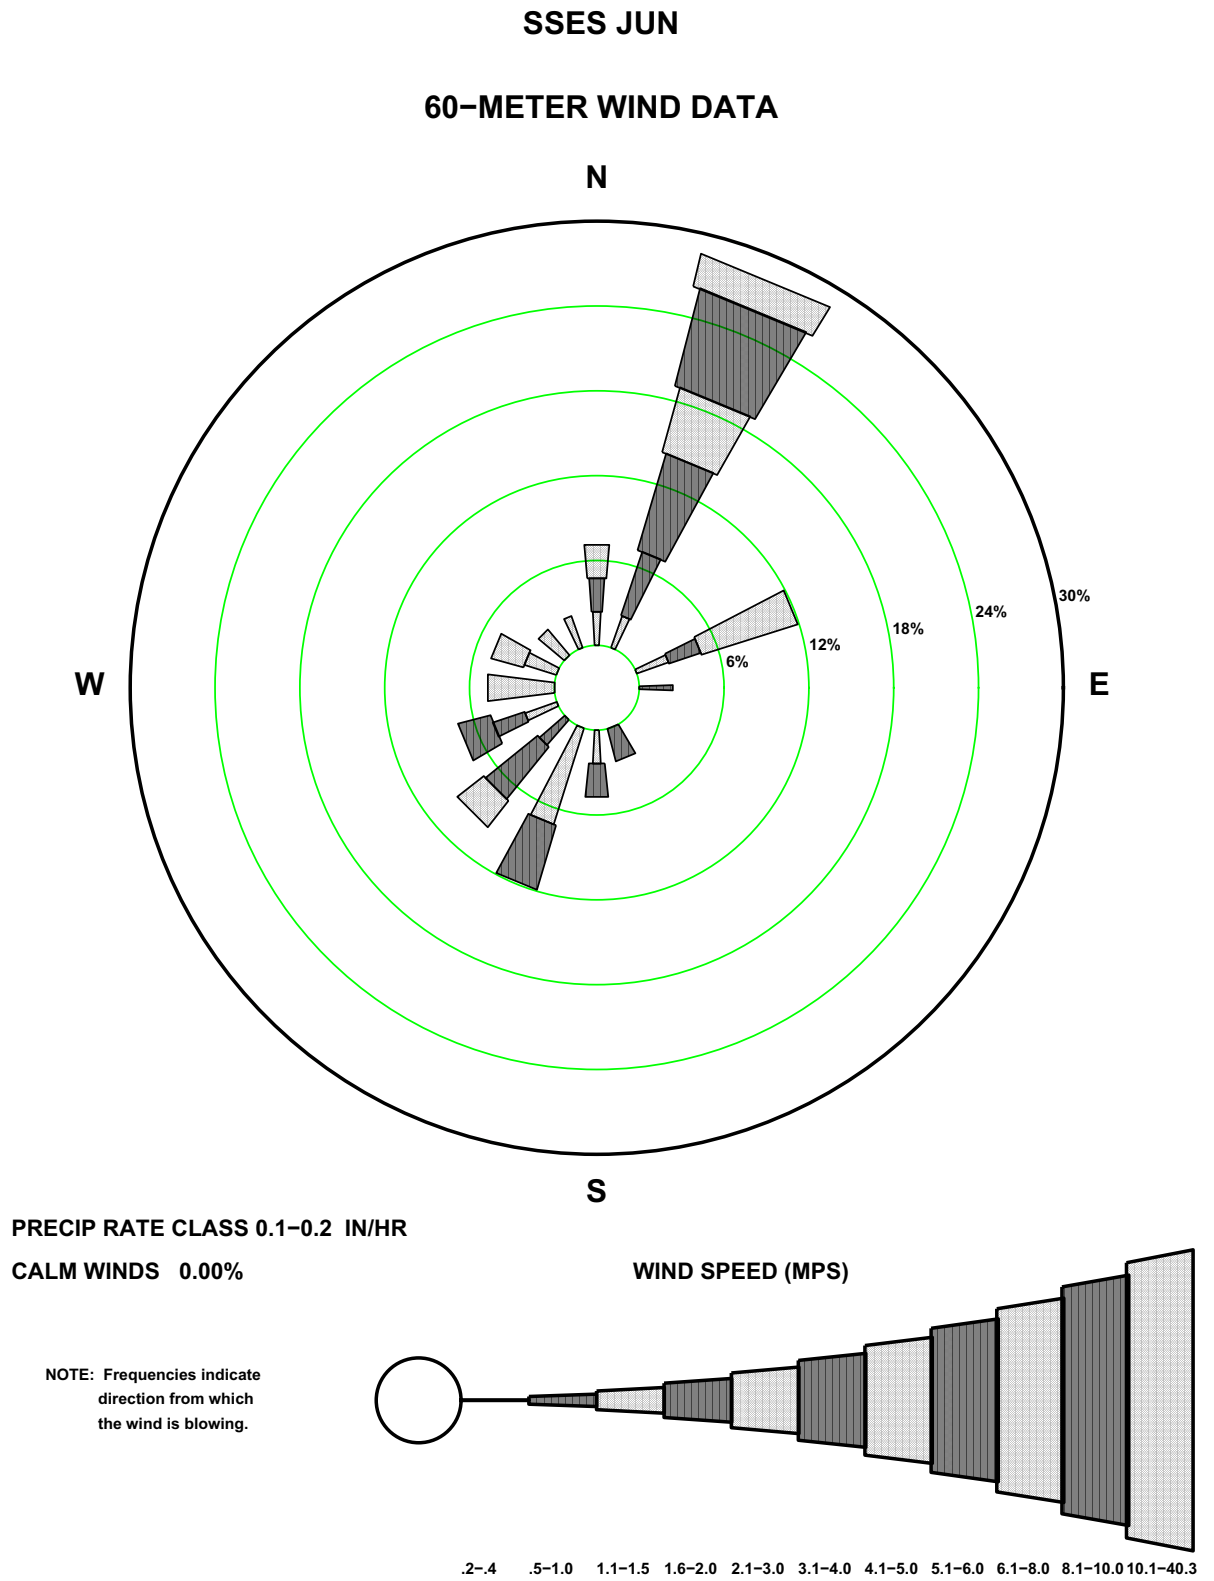 SSES JUN
60−METER WIND DATA
N
30%
24%
18%
12%
6%
W
E
S
PRECIP RATE CLASS 0.1−0.2 IN/HR
CALM WINDS 0.00%
WIND SPEED (MPS)
NOTE: Frequencies indicate
direction from which
the wind is blowing.
.2−.4 .5−1.0 1.1−1.5 1.6−2.0 2.1−3.0 3.1−4.0 4.1−5.0 5.1−6.0 6.1−8.0 8.1−10.0 10.1−40.3